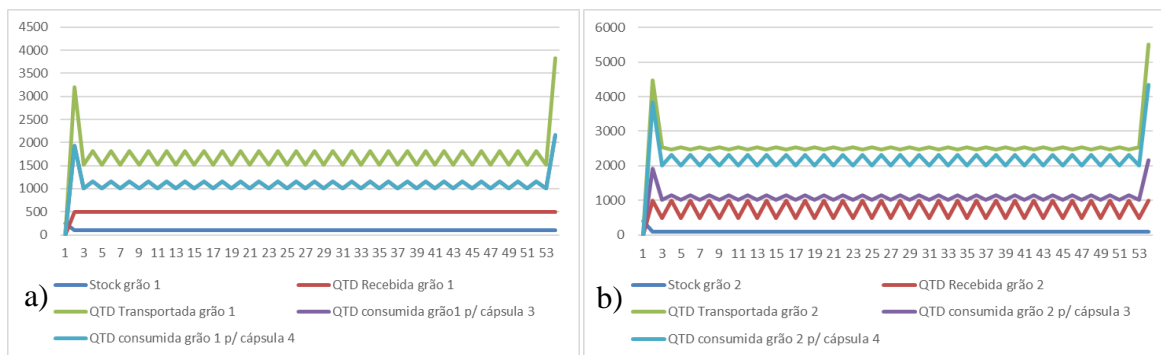 4500
4000
3500
3000
2500
2000
1500
1000
500
0
1 3 5 7 9 11 13 15 17 19 21 23 25 27 29 31 33 35 37 39 41 43 45 47 49 51 53
a)
Stock grão 1 QTD Recebida grão 1
QTD Transportada grão 1 QTD consumida grão1 p/ cápsula 3
QTD consumida grão 1 p/ cápsula 4
6000
5000
4000
3000
2000
1000
0
1 3 5 7 9 11 13 15 17 19 21 23 25 27 29 31 33 35 37 39 41 43 45 47 49 51 53
b)
Stock grão 2 QTD Recebida grão 2
QTD Transportada grão 2 QTD consumida grão 2 p/ cápsula 3
QTD consumida grão 2 p/ cápsula 4